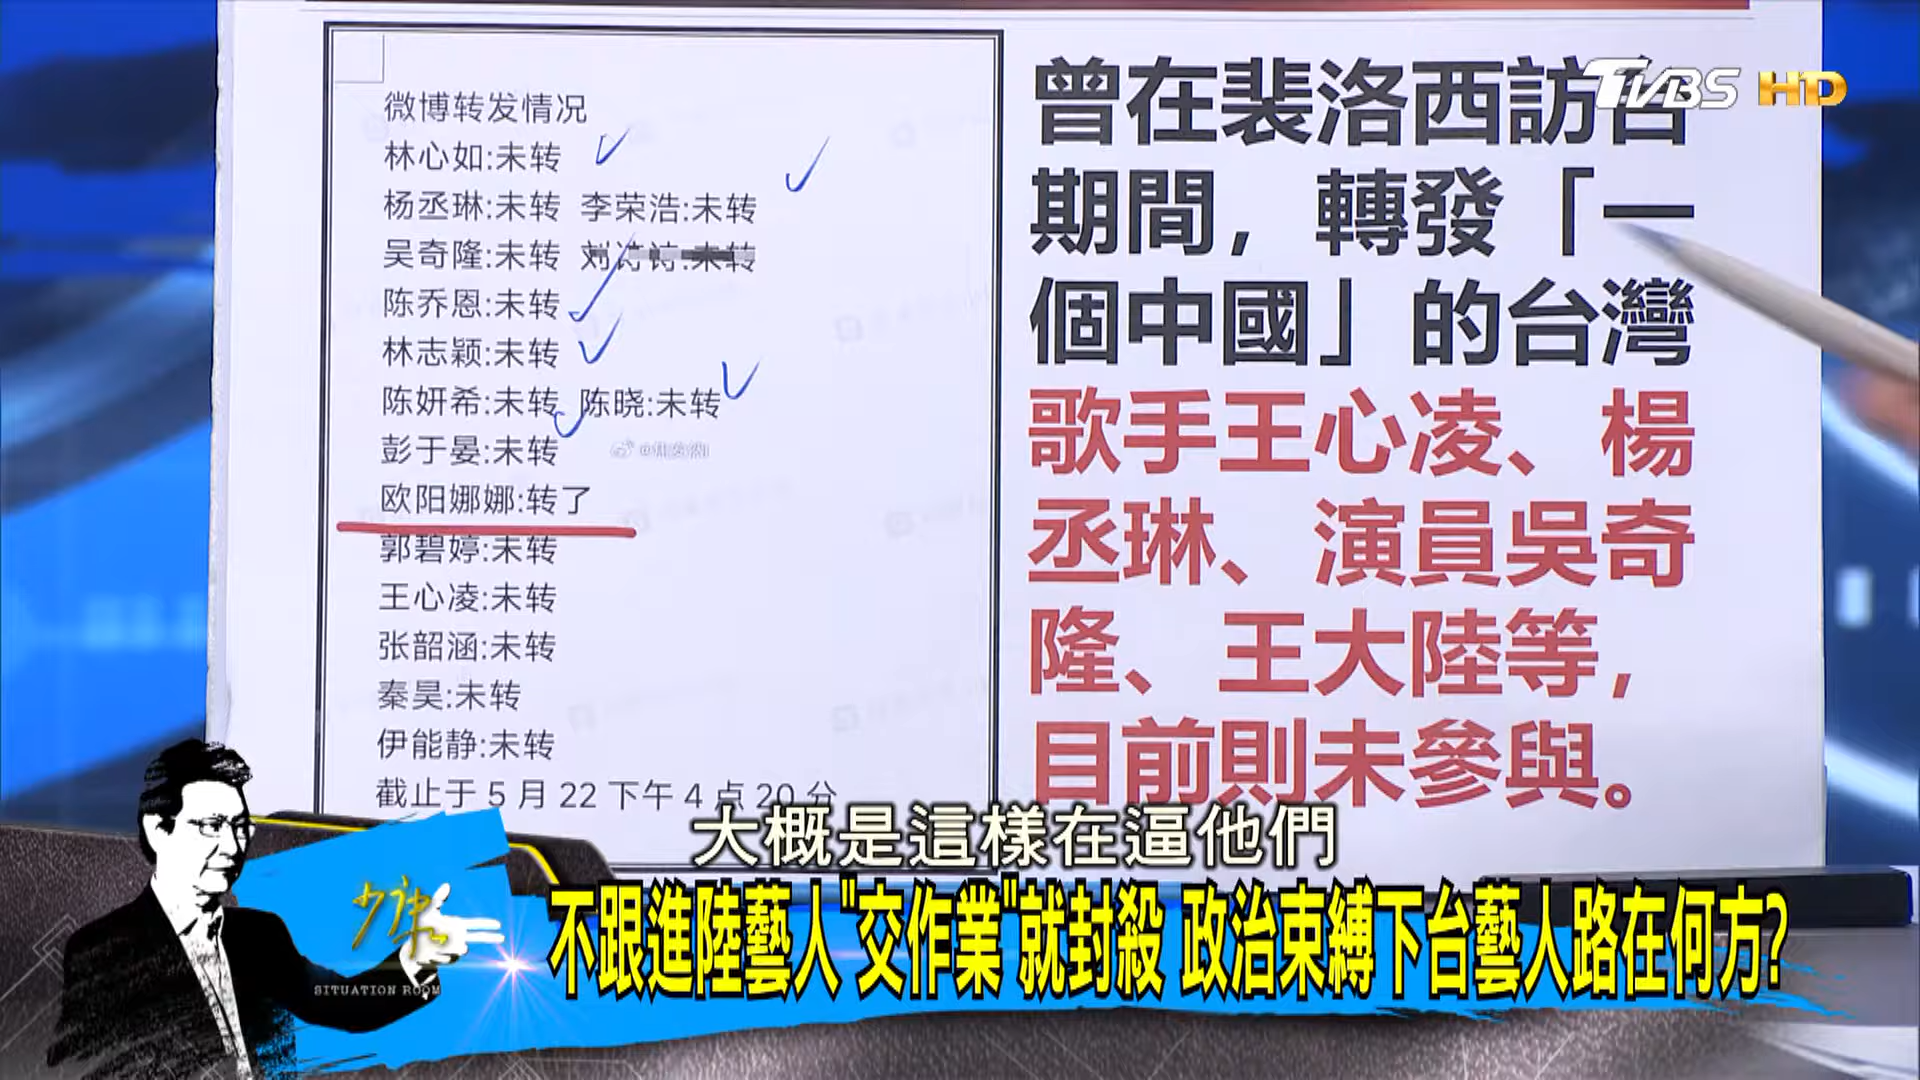 微博转发情况
林心如:未转
杨丞琳:未转 李荣浩:未转
吴奇隆:未转 刘诗诗:未转
陈乔恩:未转
林志颖:未转
陈妍希:未转 陈晓:未转
彭于晏:未转
欧阳娜娜:转了
郭碧婷:未转
王心凌:未转
张韶涵:未转
秦昊:未转
伊能静:未转
截止于 5 月 22 下午 4 点 20 分
曾在裴洛西訪台
期間，轉發「一
個中國」的台灣
歌手王心凌、楊
丞琳、演員吳奇
隆、王大陸等，
目前則未參與。
TVBS HD
大概是這樣在逼他們
少康
SITUATION ROOM
不跟進陸藝人"交作業"就封殺 政治束縛下台藝人路在何方?